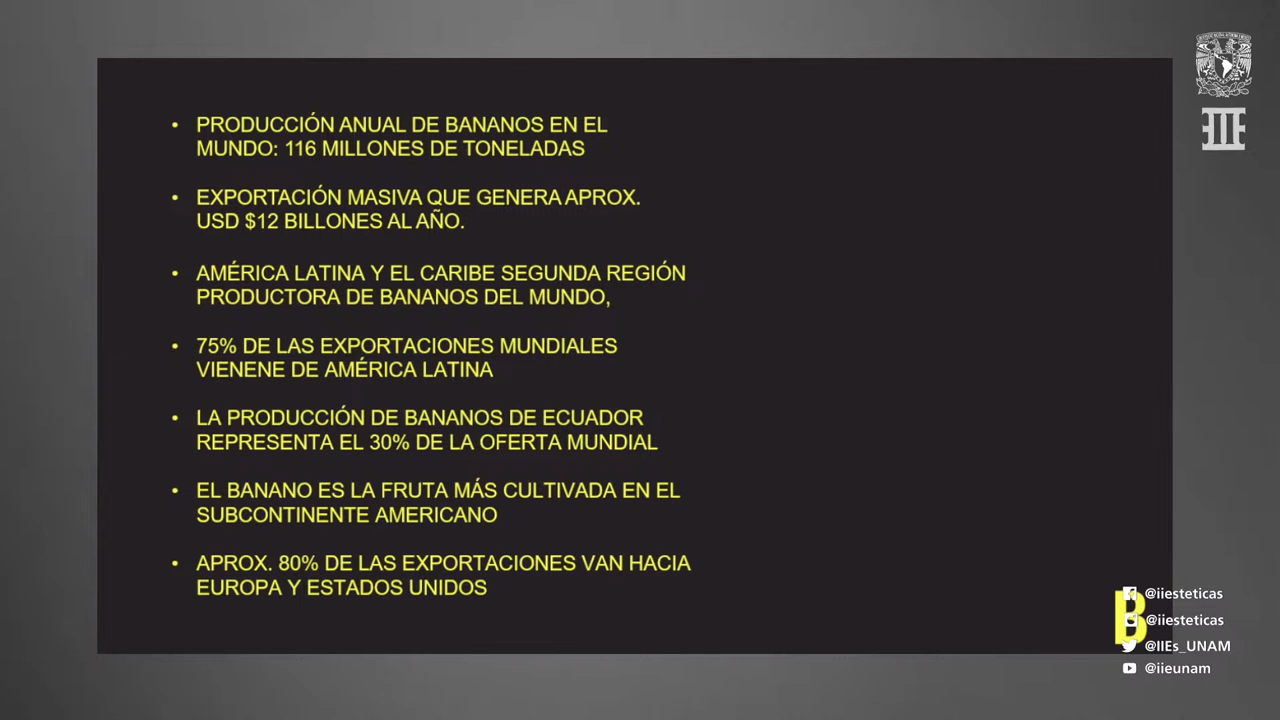 • PRODUCCIÓN ANUAL DE BANANOS EN EL
MUNDO: 116 MILLONES DE TONELADAS
• EXPORTACIÓN MASIVA QUE GENERA APROX.
USD $12 BILLONES AL AÑO.
• AMÉRICA LATINA Y EL CARIBE SEGUNDA REGIÓN
PRODUCTORA DE BANANOS DEL MUNDO,
• 75% DE LAS EXPORTACIONES MUNDIALES
VIENENE DE AMÉRICA LATINA
• LA PRODUCCIÓN DE BANANOS DE ECUADOR
REPRESENTA EL 30% DE LA OFERTA MUNDIAL
• EL BANANO ES LA FRUTA MÁS CULTIVADA EN EL
SUBCONTINENTE AMERICANO
• APROX. 80% DE LAS EXPORTACIONES VAN HACIA
EUROPA Y ESTADOS UNIDOS
B
@iiesteticas
@iiesteticas
@IIEs_UNAM
@iieunam